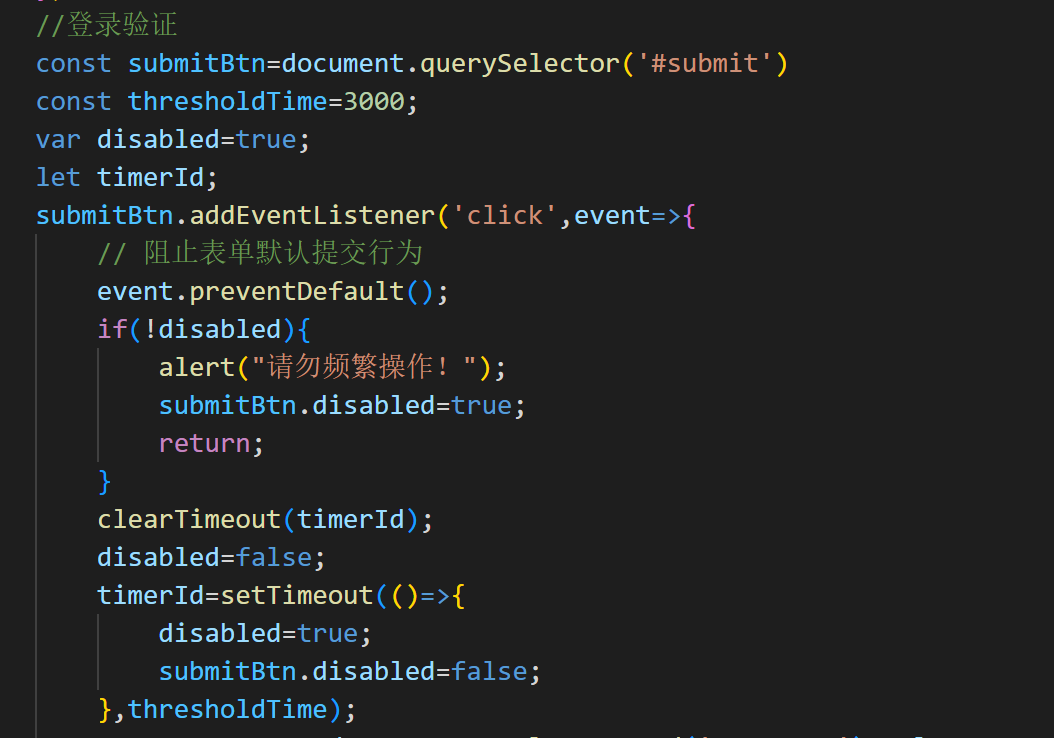 //登录验证
const submitBtn=document.querySelector('#submit')
const thresholdTime=3000;
var disabled=true;
let timerId;
submitBtn.addEventListener('click',event=>{
// 阻止表单默认提交行为
event.preventDefault();
if(!disabled){
alert("请勿频繁操作！");
submitBtn.disabled=true;
return;
}
clearTimeout(timerId);
disabled=false;
timerId=setTimeout(()=>{
disabled=true;
submitBtn.disabled=false;
},thresholdTime);